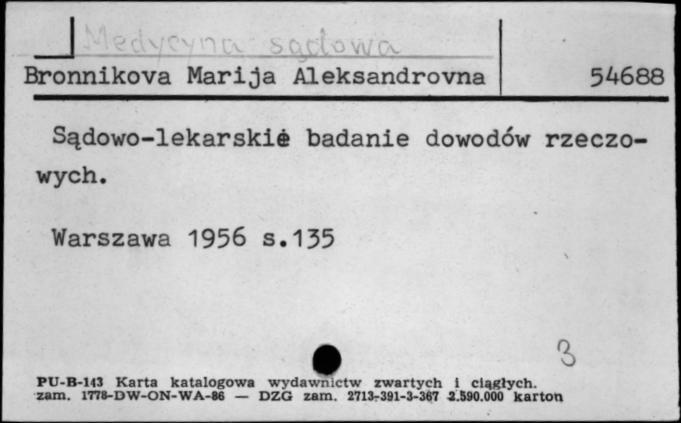 Medycyna sądowa
Bronnikova Marija Aleksandrovna 54688
Sądowo-lekarskie badanie dowodów rzeczo-
wych.
Warszawa 1956 s.135
3
PU-B-143 Karta katalogowa wydawnictw zwartych i ciągłych.
zam. 1778-DW-ON-WA-86 — DZG zam. 2713-391-3-367 2.590.000 karton